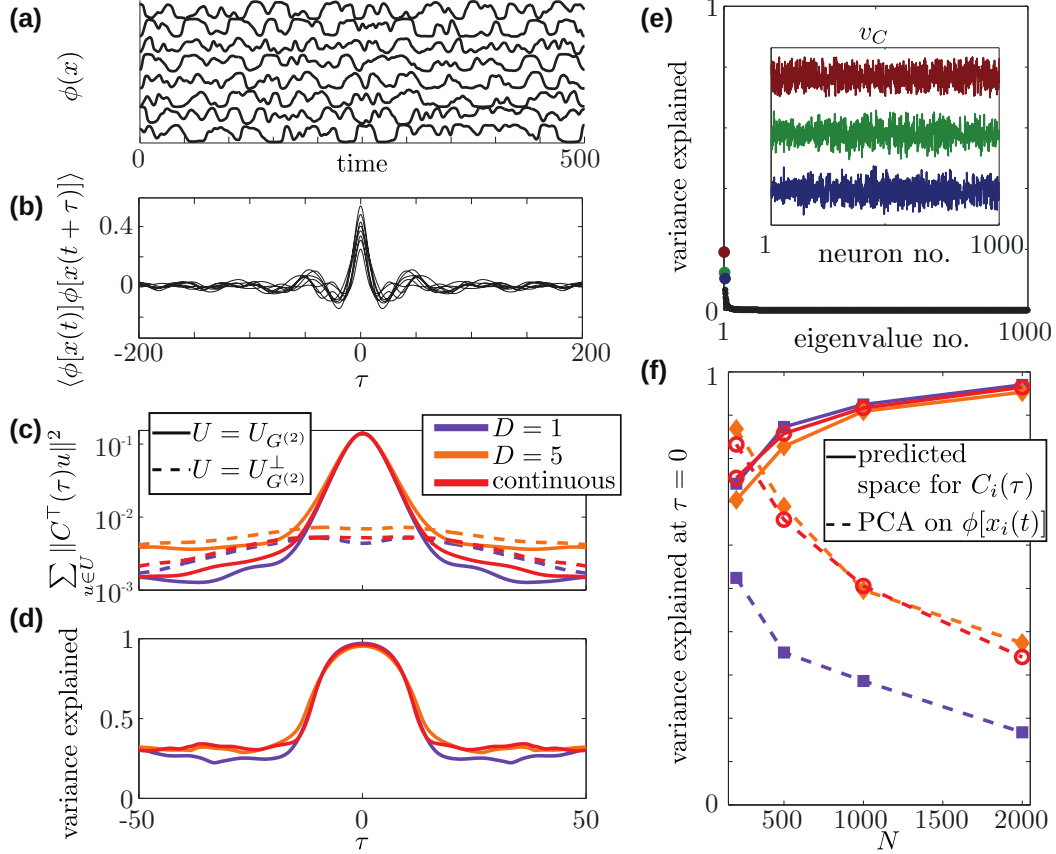 (a)
ϕ(x)
0
500
time
(b)
⟨ϕ[x(t)]ϕ[x(t + τ)]⟩
0.4
0
-200
0
200
τ
(c)
∑_{u∈U} ‖C^⊤(τ)u‖²
10⁻¹
10⁻²
10⁻³
U = U_{G⁽²⁾}
U = U^⊥_{G⁽²⁾}
D = 1
D = 5
continuous
(d)
variance explained
1
0.5
0
-50
0
50
τ
(e)
variance explained
1
0
v_C
1
1000
neuron no.
1
1000
eigenvalue no.
(f)
variance explained at τ = 0
1
0
predicted
space for C_i(τ)
PCA on ϕ[x_i(t)]
500
1000
1500
2000
N